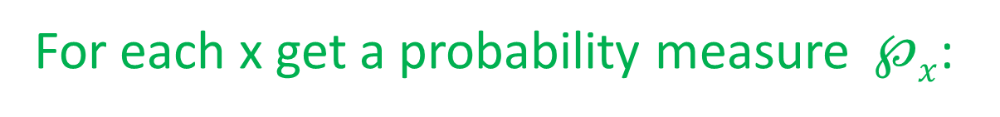 For each x get a probability measure ℘ₓ: